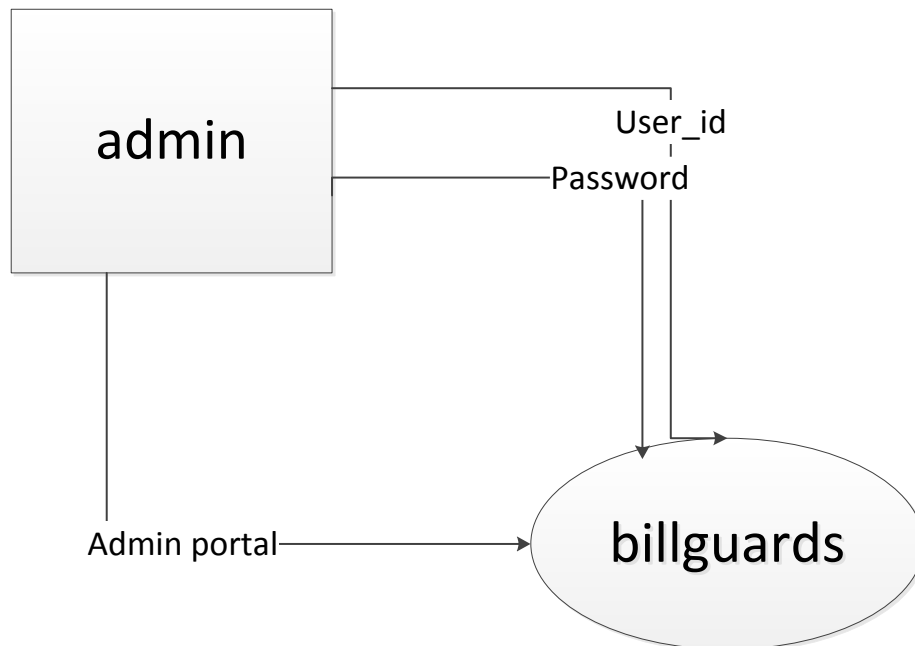 admin
User_id
Password
Admin portal
billguards